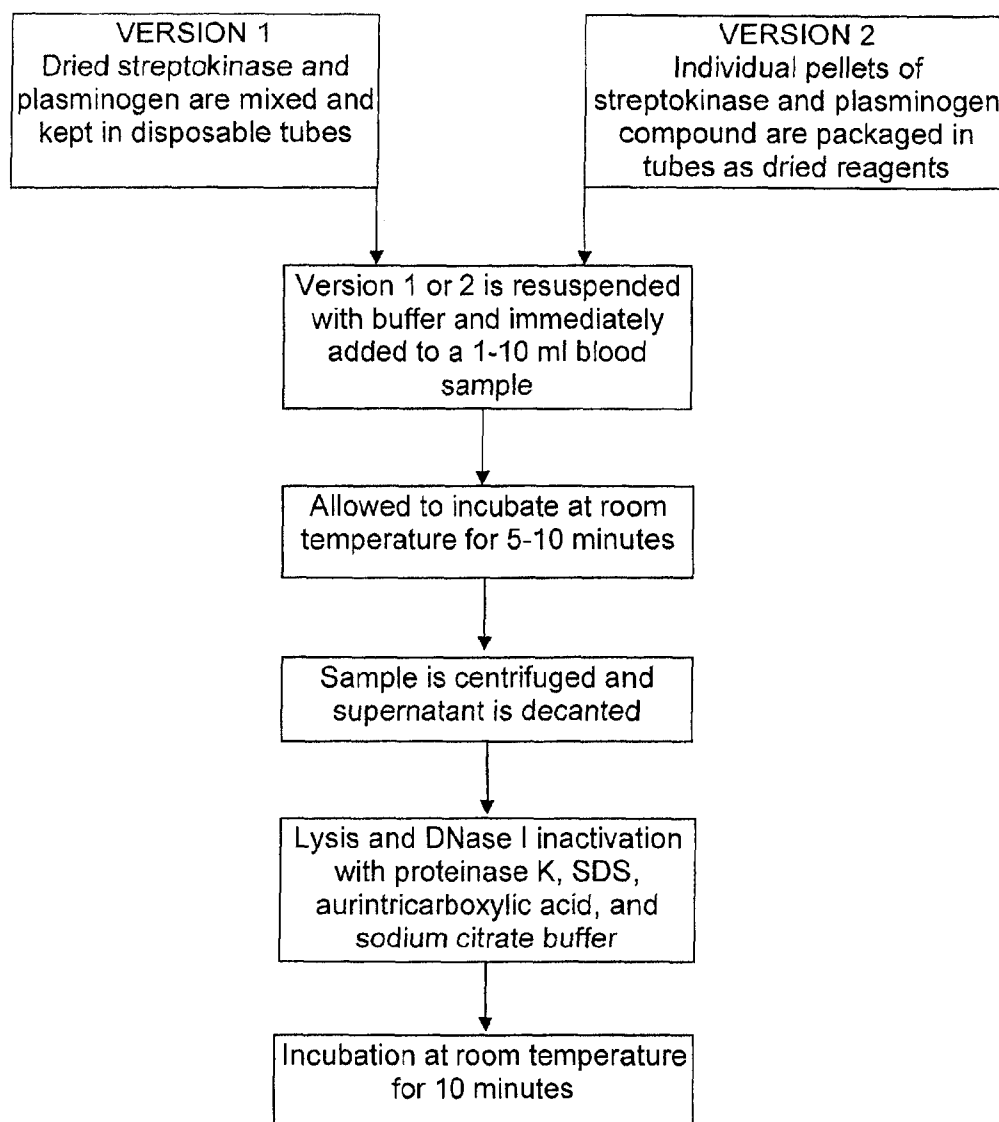 VERSION 1
Dried streptokinase and
plasminogen are mixed and
kept in disposable tubes
VERSION 2
Individual pellets of
streptokinase and plasminogen
compound are packaged in
tubes as dried reagents
Version 1 or 2 is resuspended
with buffer and immediately
added to a 1-10 ml blood
sample
Allowed to incubate at room
temperature for 5-10 minutes
Sample is centrifuged and
supernatant is decanted
Lysis and DNase I inactivation
with proteinase K, SDS,
aurintricarboxylic acid, and
sodium citrate buffer
Incubation at room temperature
for 10 minutes